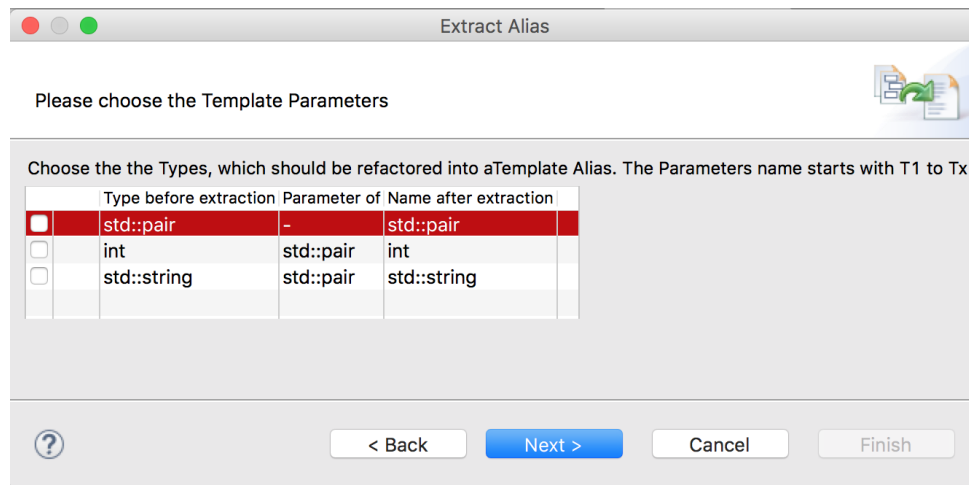 Extract Alias
Please choose the Template Parameters
Choose the the Types, which should be refactored into aTemplate Alias. The Parameters name starts with T1 to Tx
Type before extraction Parameter of Name after extraction
std::pair - std::pair
int std::pair int
std::string std::pair std::string
? < Back Next > Cancel Finish